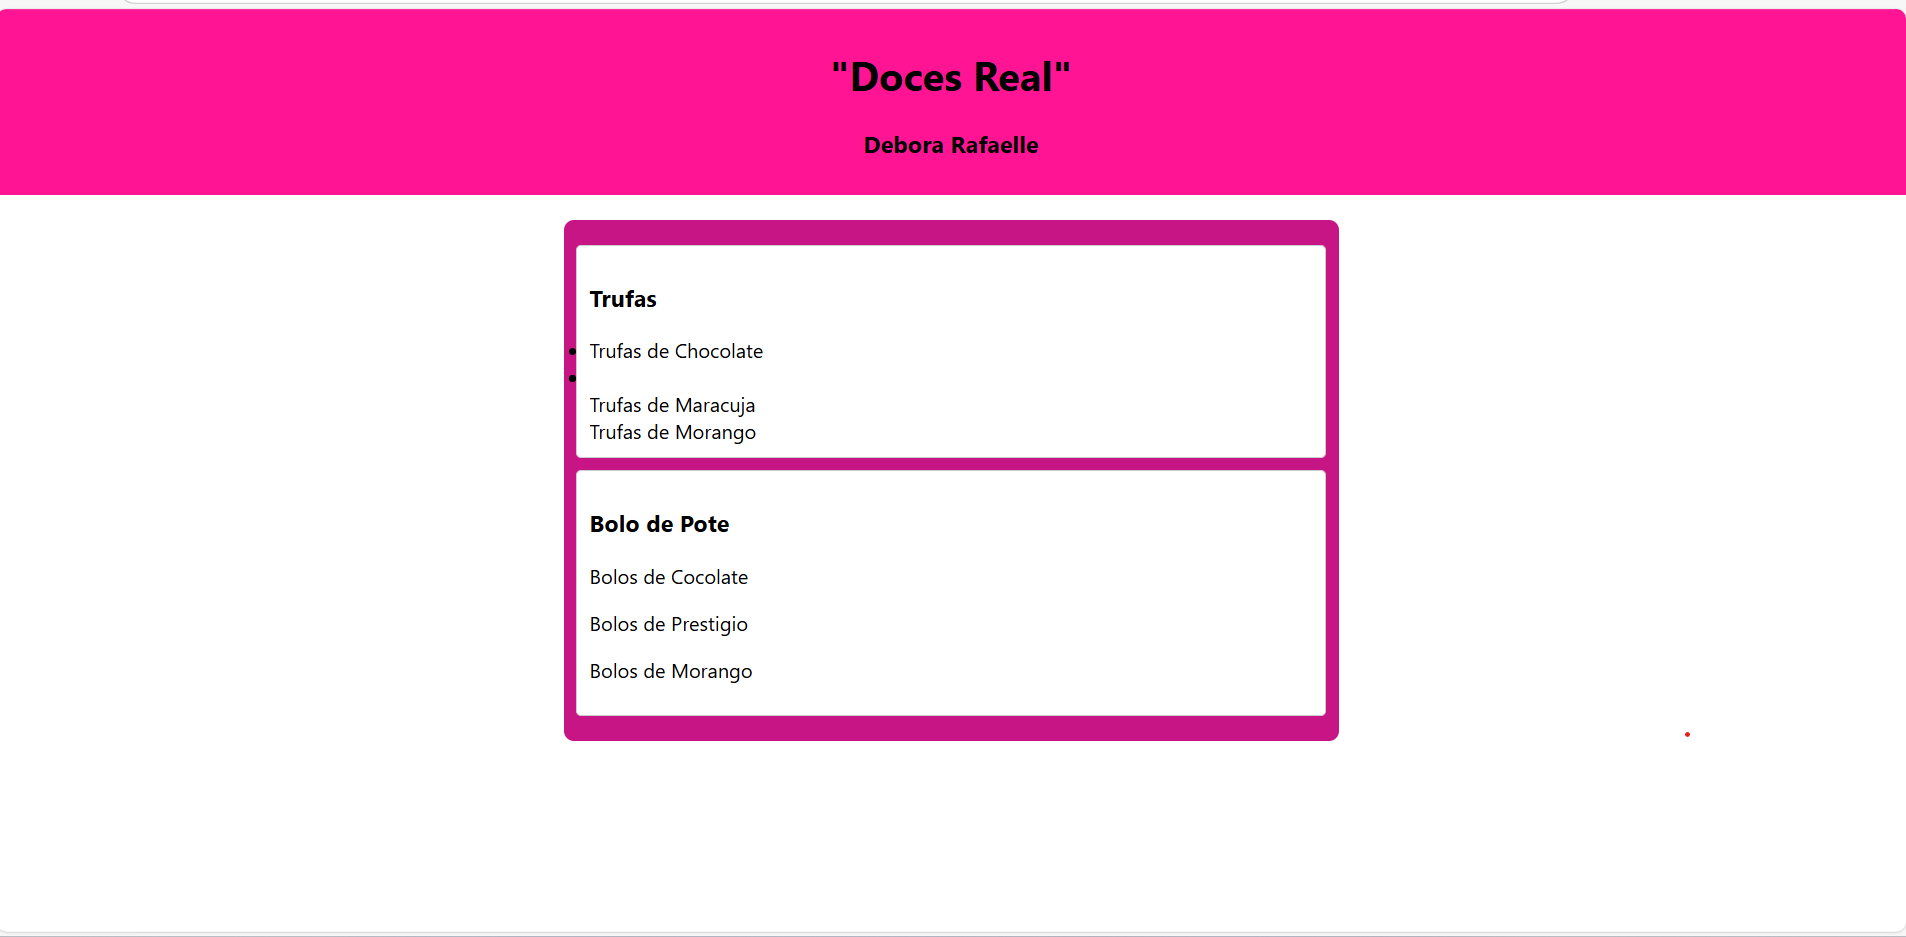 "Doces Real"
Debora Rafaelle
Trufas
Trufas de Chocolate
Trufas de Maracuja
Trufas de Morango
Bolo de Pote
Bolos de Cocolate
Bolos de Prestigio
Bolos de Morango